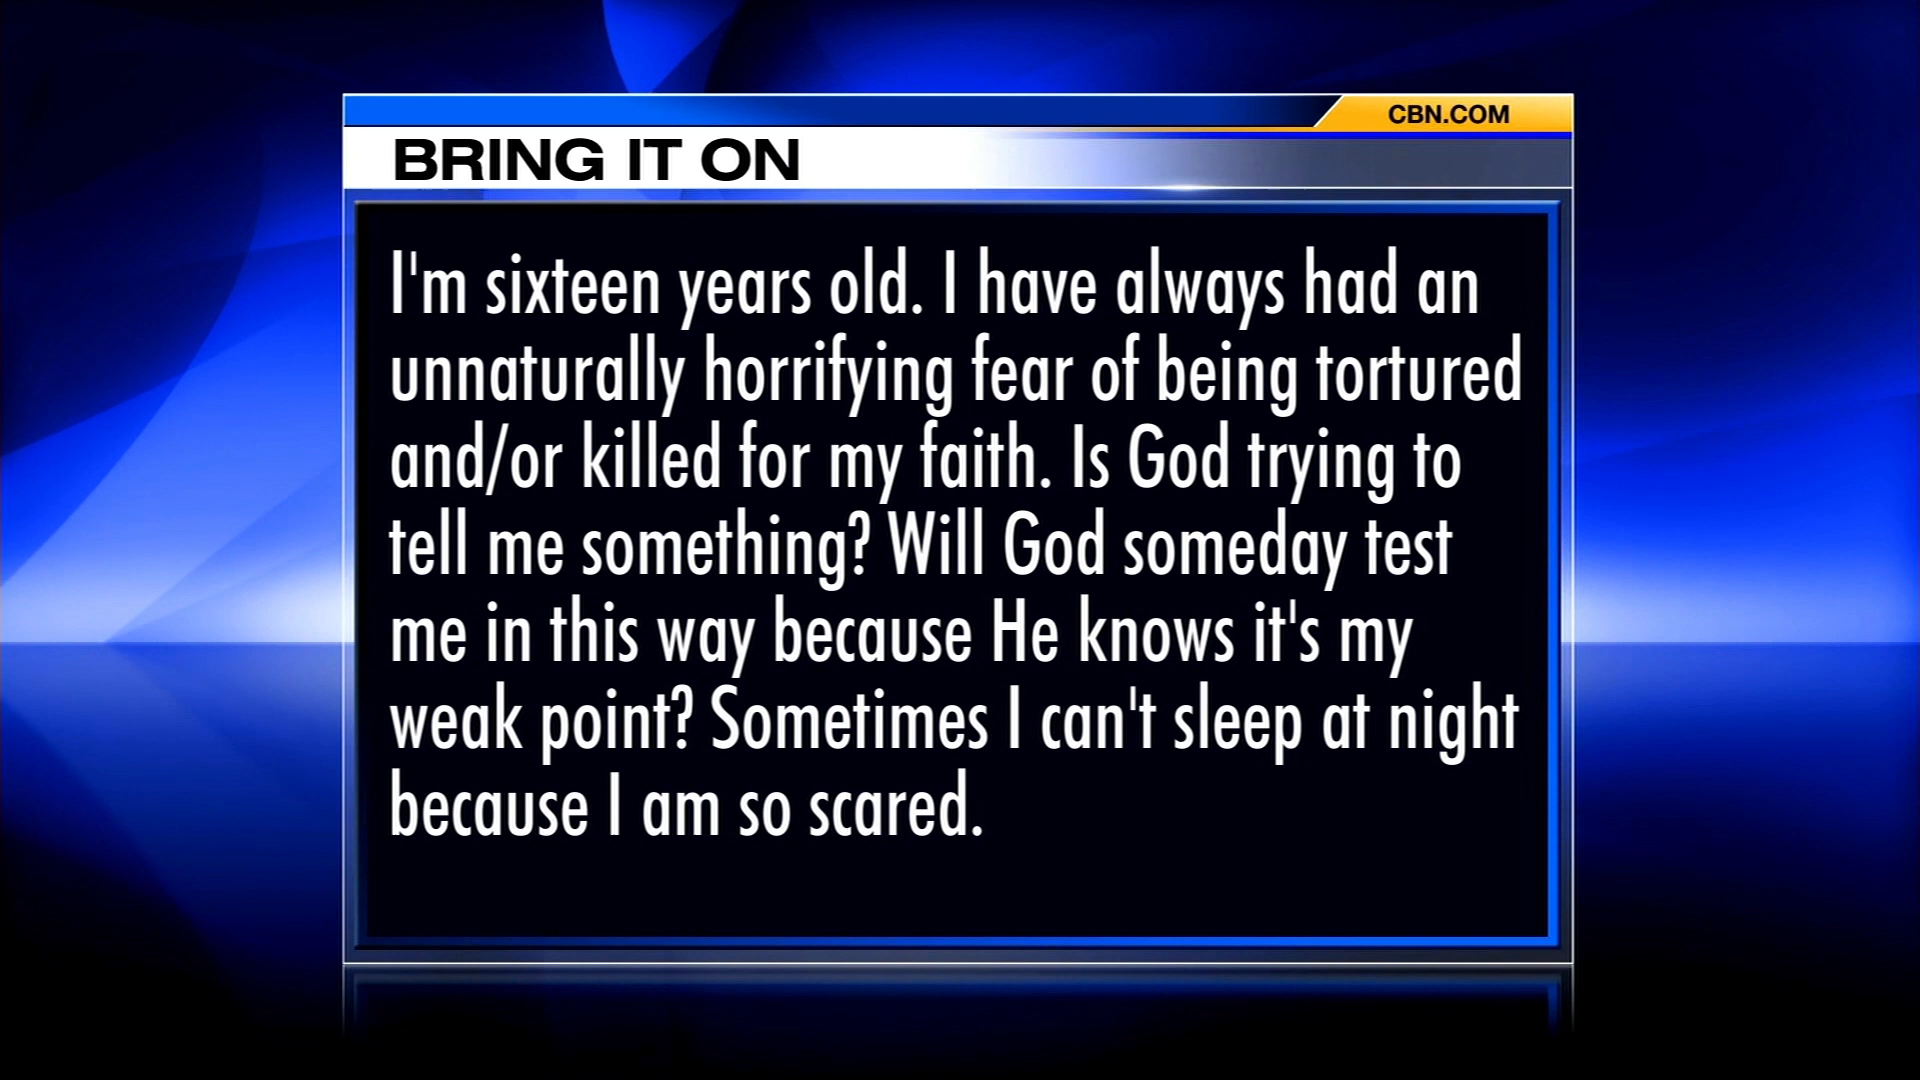 CBN.COM
BRING IT ON
I'm sixteen years old. I have always had an
unnaturally horrifying fear of being tortured
and/or killed for my faith. Is God trying to
tell me something? Will God someday test
me in this way because He knows it's my
weak point? Sometimes I can't sleep at night
because I am so scared.